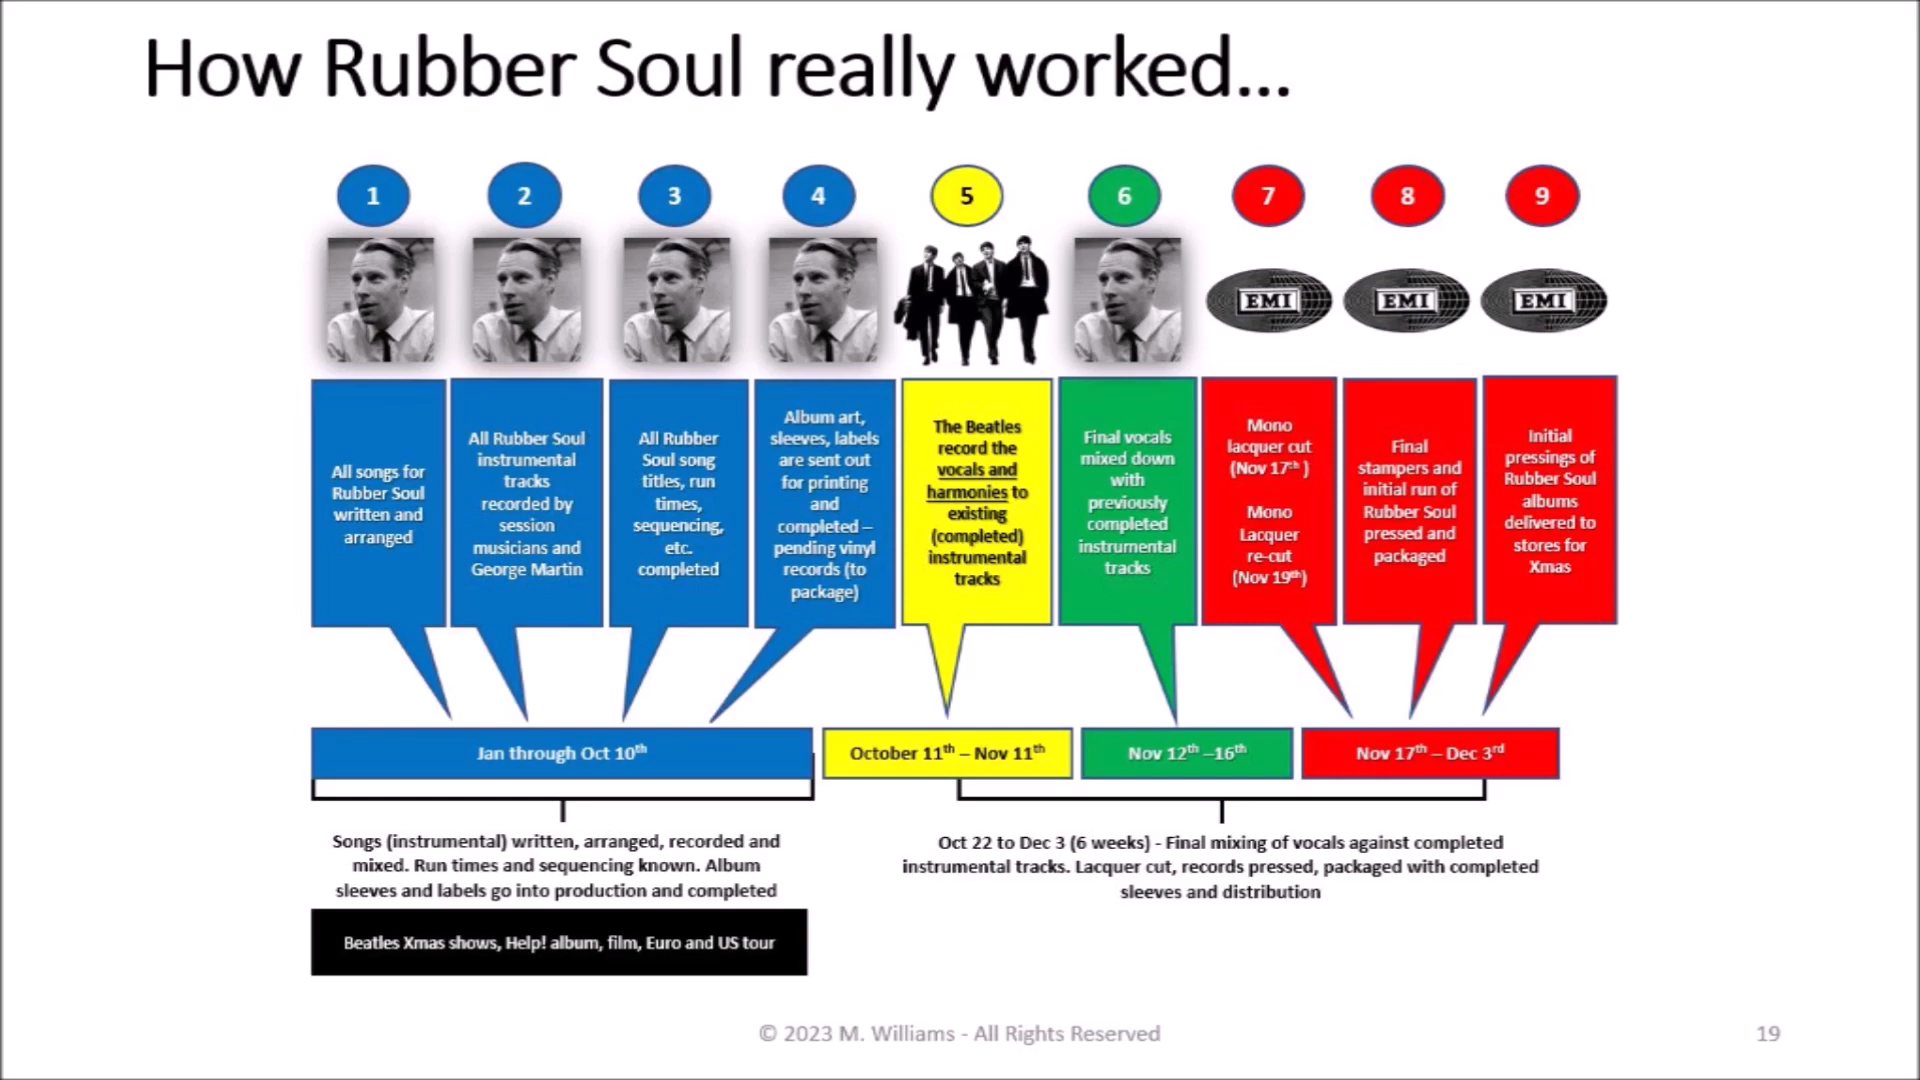 How Rubber Soul really worked...
1
2
3
4
5
6
7
8
9
EMI
EMI
EMI
All songs for
Rubber Soul
written and
arranged
All Rubber Soul
instrumental
tracks
recorded by
session
musicians and
George Martin
All Rubber
Soul song
titles, run
times,
sequencing,
etc.
completed
Album art,
sleeves, labels
are sent out
for printing
and
completed –
pending vinyl
records (to
package)
The Beatles
record the
vocals and
harmonies to
existing
(completed)
instrumental
tracks
Final vocals
mixed down
with
previously
completed
instrumental
tracks
Mono
lacquer cut
(Nov 17th )
Mono
Lacquer
re-cut
(Nov 19th)
Final
stampers and
initial run of
Rubber Soul
pressed and
packaged
Initial
pressings of
Rubber Soul
albums
delivered to
stores for
Xmas
Jan through Oct 10th
October 11th – Nov 11th
Nov 12th –16th
Nov 17th – Dec 3rd
Songs (instrumental) written, arranged, recorded and
mixed. Run times and sequencing known. Album
sleeves and labels go into production and completed
Beatles Xmas shows, Help! album, film, Euro and US tour
Oct 22 to Dec 3 (6 weeks) - Final mixing of vocals against completed
instrumental tracks. Lacquer cut, records pressed, packaged with completed
sleeves and distribution
© 2023 M. Williams - All Rights Reserved
19